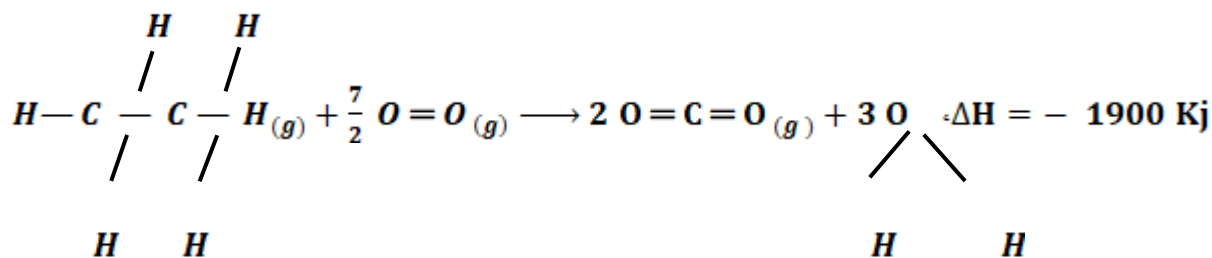 H H
H — C — C — H(g) + 7/2 O = O (g) ⟶ 2 O = C = O (g) + 3 O ΔH = − 1900 Kj
H H H H